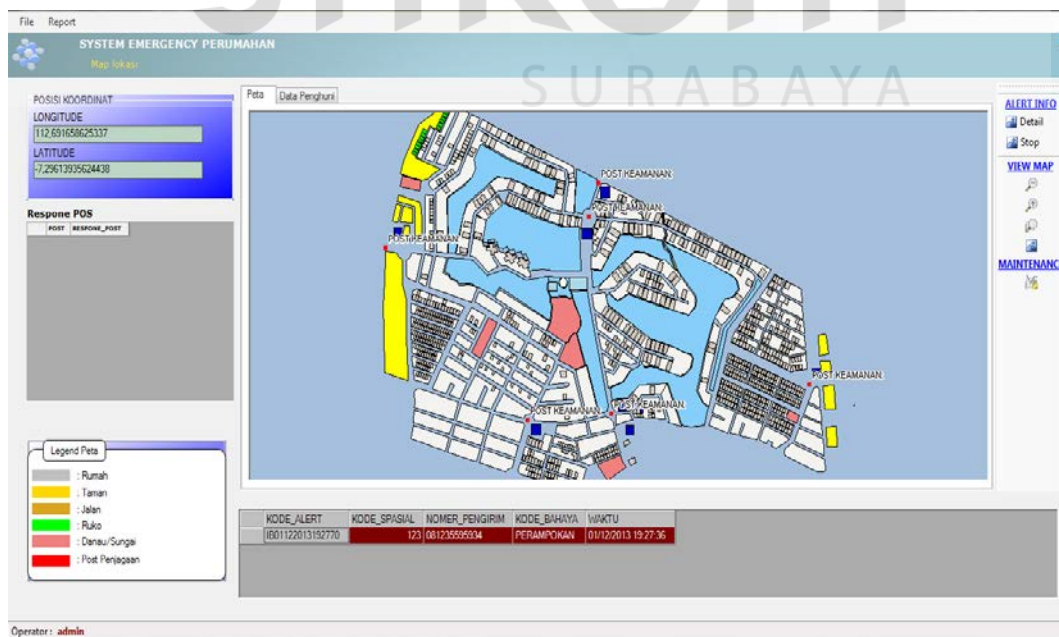 SURABAYA
File Report
SYSTEM EMERGENCY PERUMAHAN
Map lokasi
POSISI KOORDINAT
LONGITUDE
112,691658625337
LATITUDE
-7,29613935624438
Respone POS
POST RESPONE_POST
Peta Data Penghuni
POST KEAMANAN:
POST KEAMANAN:
POST KEAMANAN:
POST KEAMANAN:
POST KEAMANAN:
POST KEAMANAN:
ALERT INFO
Detail
Stop
VIEW MAP
MAINTENANC
Legend Peta
: Rumah
: Taman
: Jalan
: Ruko
: Danau/Sungai
: Post Penjagaan
KODE_ALERT KODE_SPASIAL NOMER_PENGIRIM KODE_BAHAYA WAKTU
IB01122013192770 123 081235595934 PERAMPOKAN 01/12/2013 19:27:36
Operator : admin